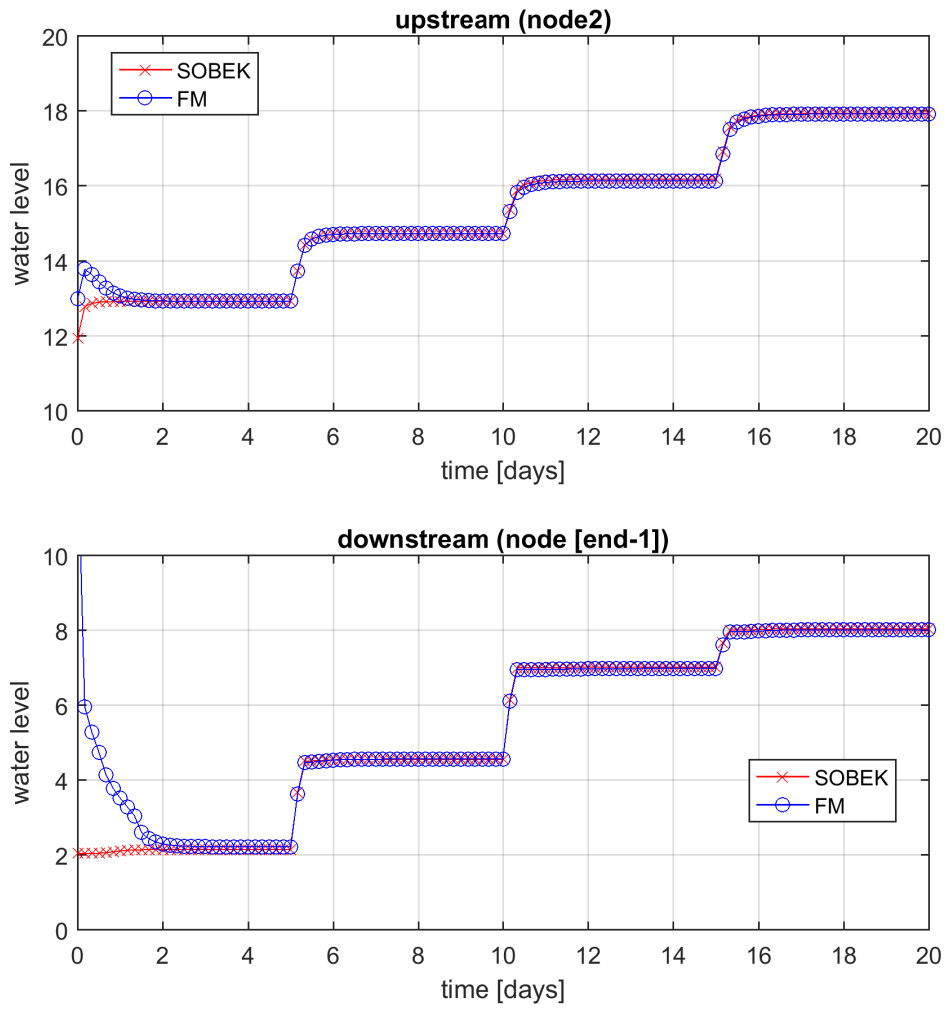 upstream (node2)
20
18
16
14
12
10
water level
SOBEK
FM
0 2 4 6 8 10 12 14 16 18 20
time [days]
downstream (node [end-1])
10
8
6
4
2
0
water level
SOBEK
FM
0 2 4 6 8 10 12 14 16 18 20
time [days]